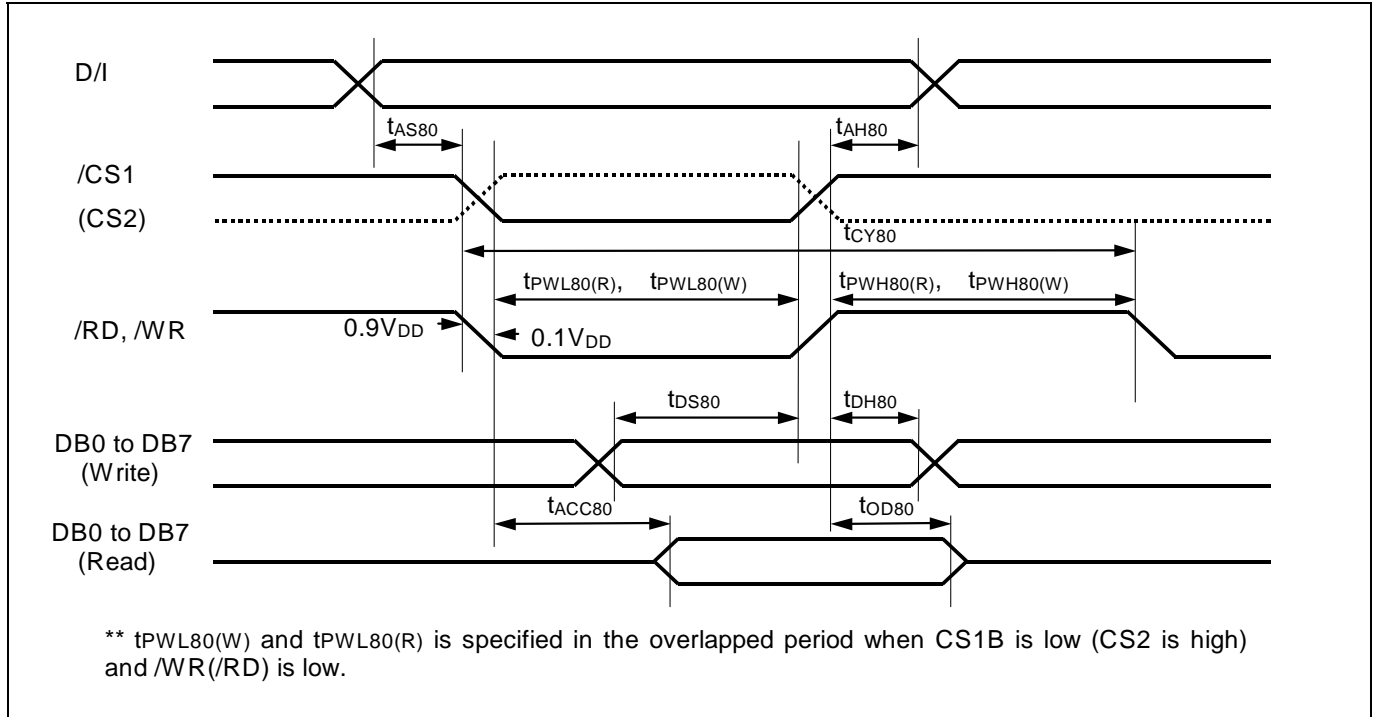 D/I
tAS80
tAH80
/CS1
(CS2)
tCY80
tPWL80(R), tPWL80(W)
tPWH80(R), tPWH80(W)
/RD, /WR
0.9VDD
0.1VDD
tDS80
tDH80
DB0 to DB7
(Write)
tACC80
tOD80
DB0 to DB7
(Read)
** tPWL80(W) and tPWL80(R) is specified in the overlapped period when CS1B is low (CS2 is high)
and /WR(/RD) is low.